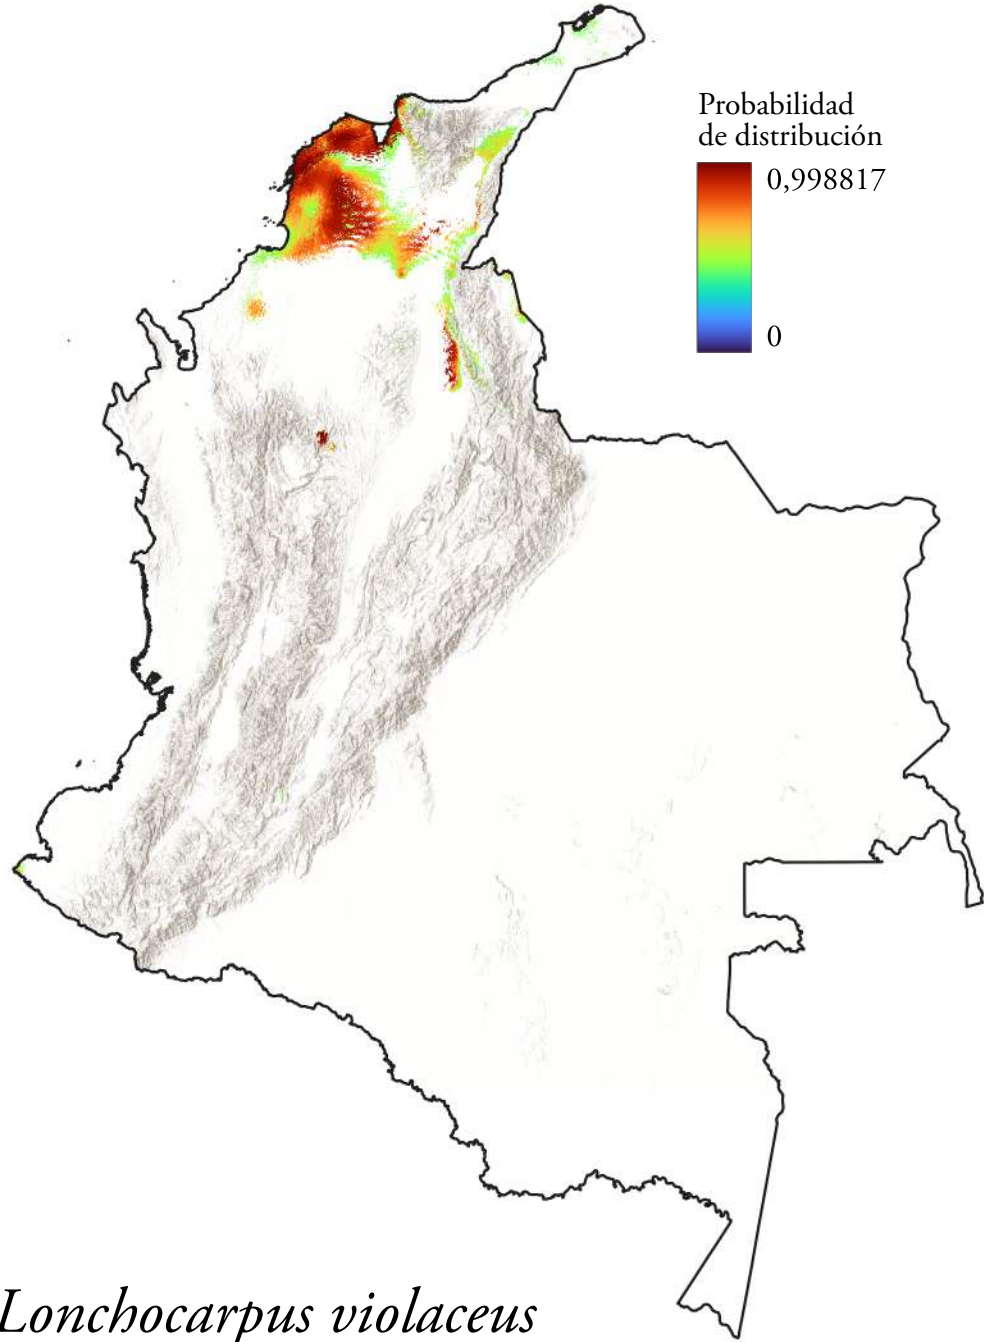 Probabilidad
de distribución
0,998817
0
Lonchocarpus violaceus